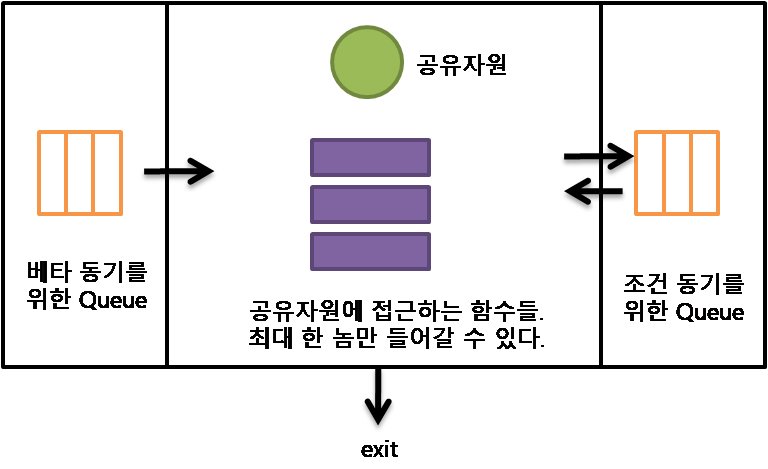 공유자원
베타 동기를
위한 Queue
공유자원에 접근하는 함수들.
최대 한 놈만 들어갈 수 있다.
조건 동기를
위한 Queue
exit